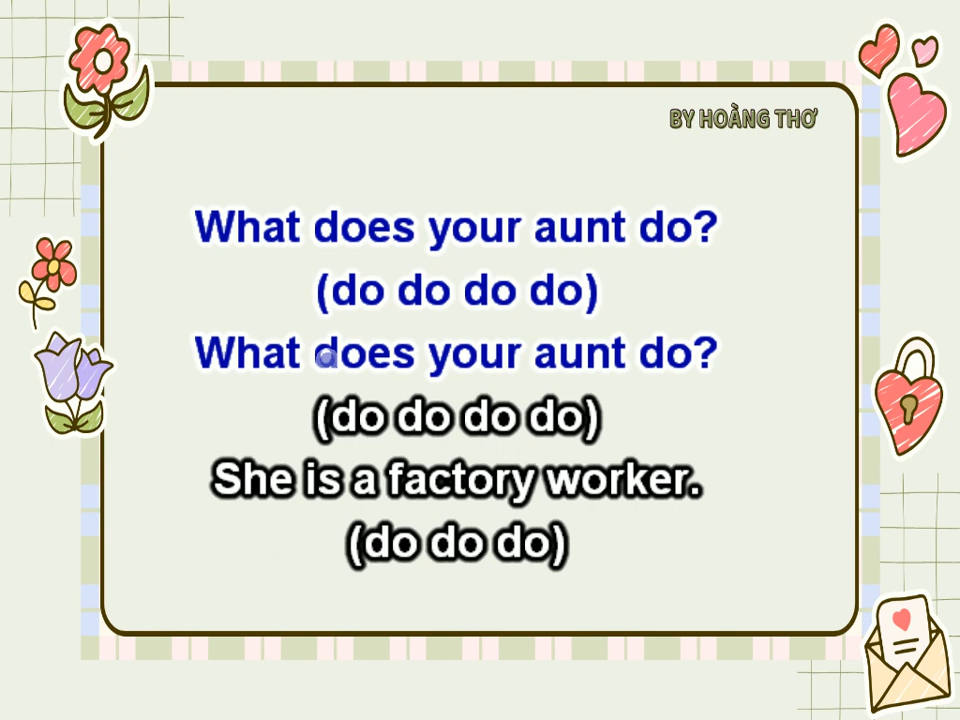 BY HOÀNG THƠ
What does your aunt do?
(do do do do)
What does your aunt do?
(do do do do)
She is a factory worker.
(do do do)